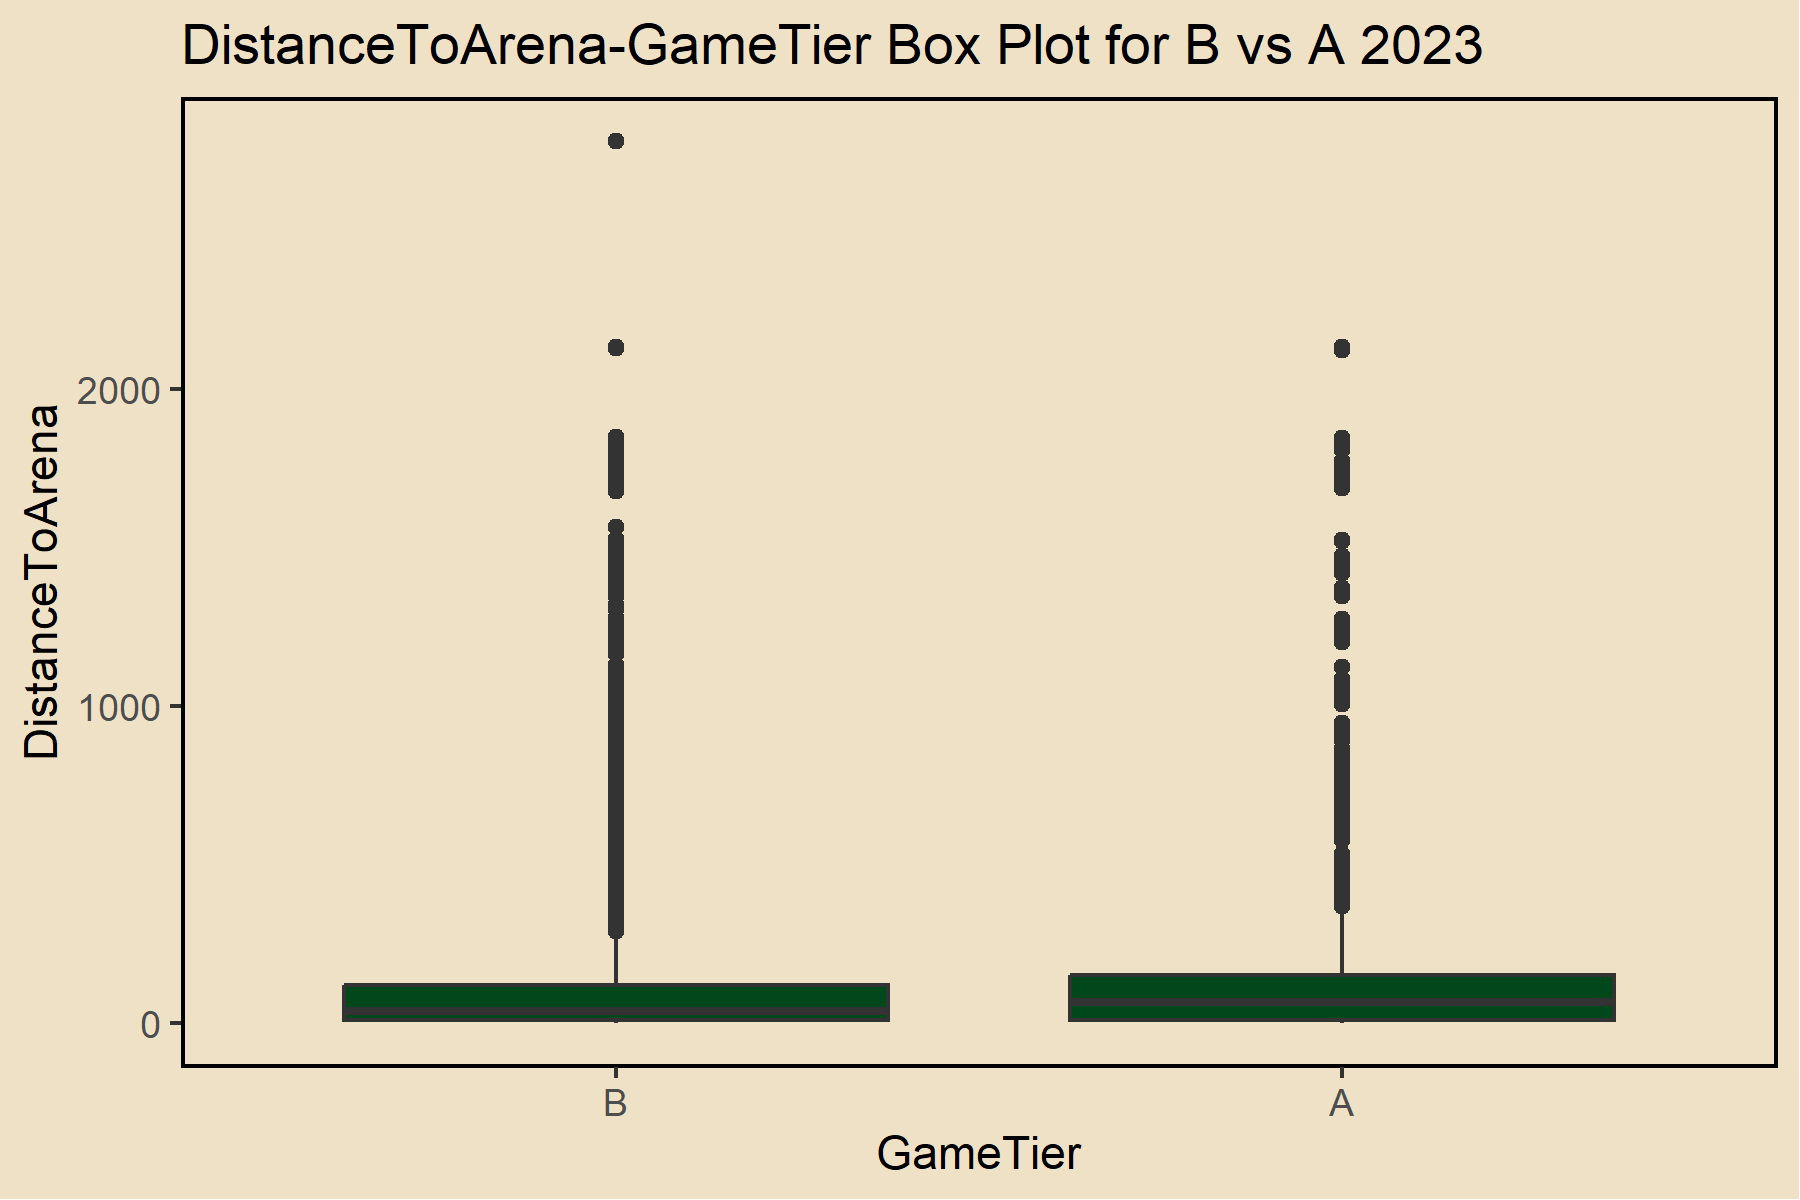 DistanceToArena-GameTier Box Plot for B vs A 2023
DistanceToArena
2000
1000
0
B
A
GameTier